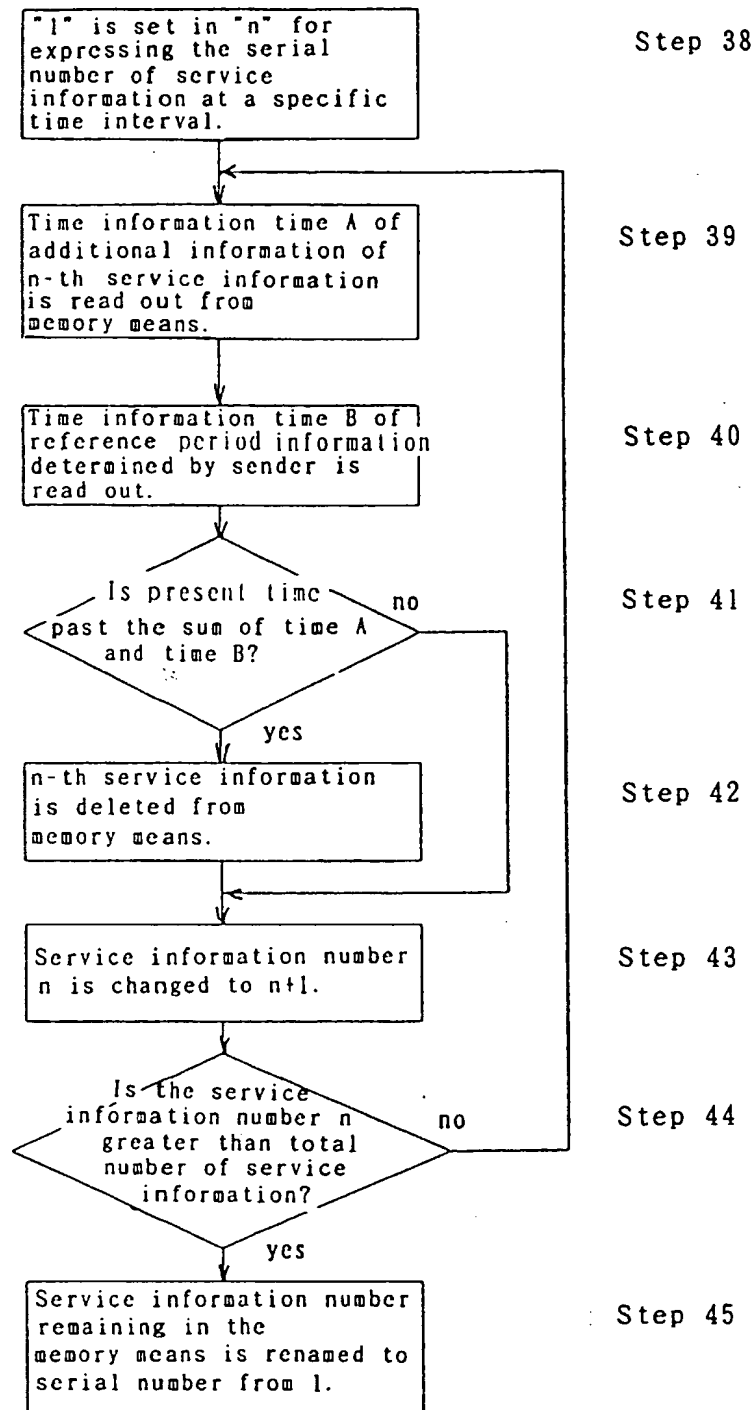 "1" is set in "n" for
expressing the serial
number of service
information at a specific
time interval.
Step 38
Time information time A of
additional information of
n-th service information
is read out from
memory means.
Step 39
Time information time B of
reference period information
determined by sender is
read out.
Step 40
Is present time
past the sum of time A
and time B?
no
yes
Step 41
n-th service information
is deleted from
memory means.
Step 42
Service information number
n is changed to n+1.
Step 43
Is the service
information number n
greater than total
number of service
information?
no
yes
Step 44
Service information number
remaining in the
memory means is renamed to
serial number from 1.
Step 45